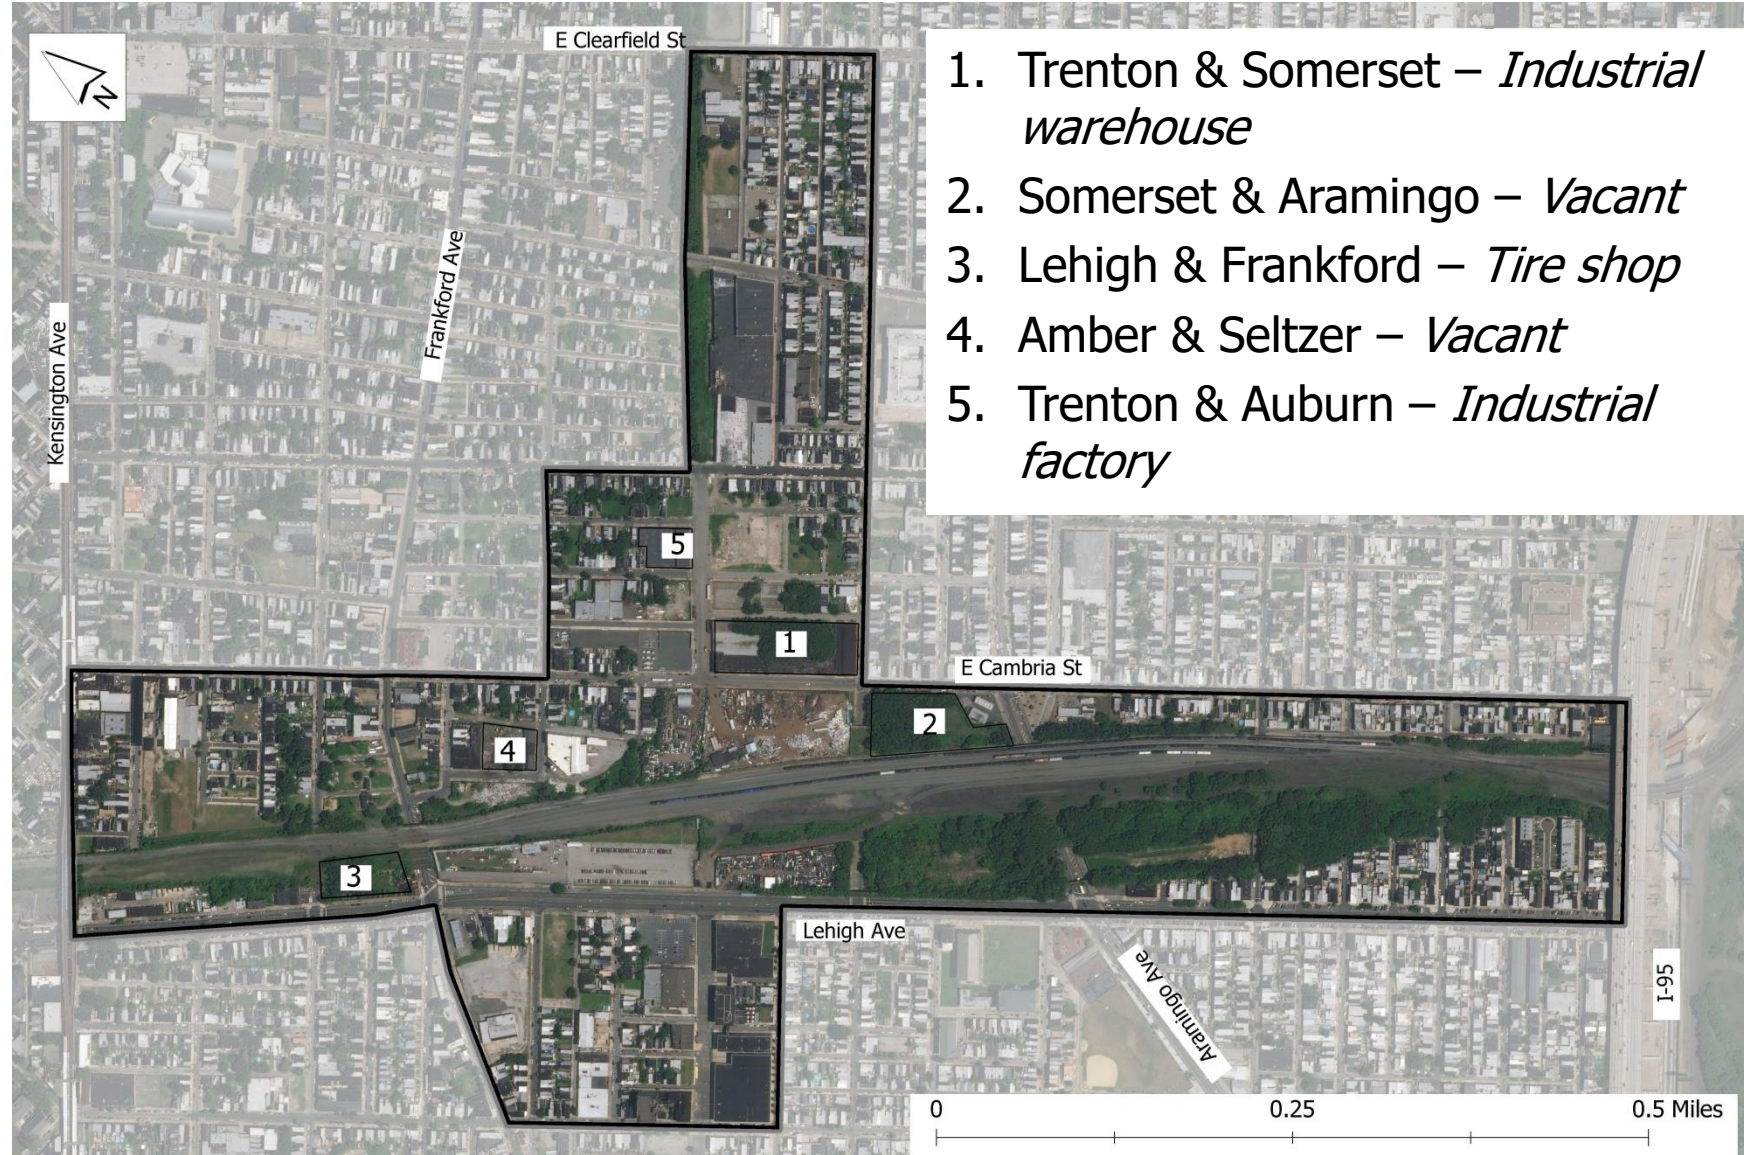 N
E Clearfield St
1. Trenton & Somerset – Industrial
warehouse
2. Somerset & Aramingo – Vacant
3. Lehigh & Frankford – Tire shop
4. Amber & Seltzer – Vacant
5. Trenton & Auburn – Industrial
factory
Frankford Ave
Kensington Ave
5
1
E Cambria St
2
4
3
Lehigh Ave
Aramingo Ave
I-95
0 0.25 0.5 Miles